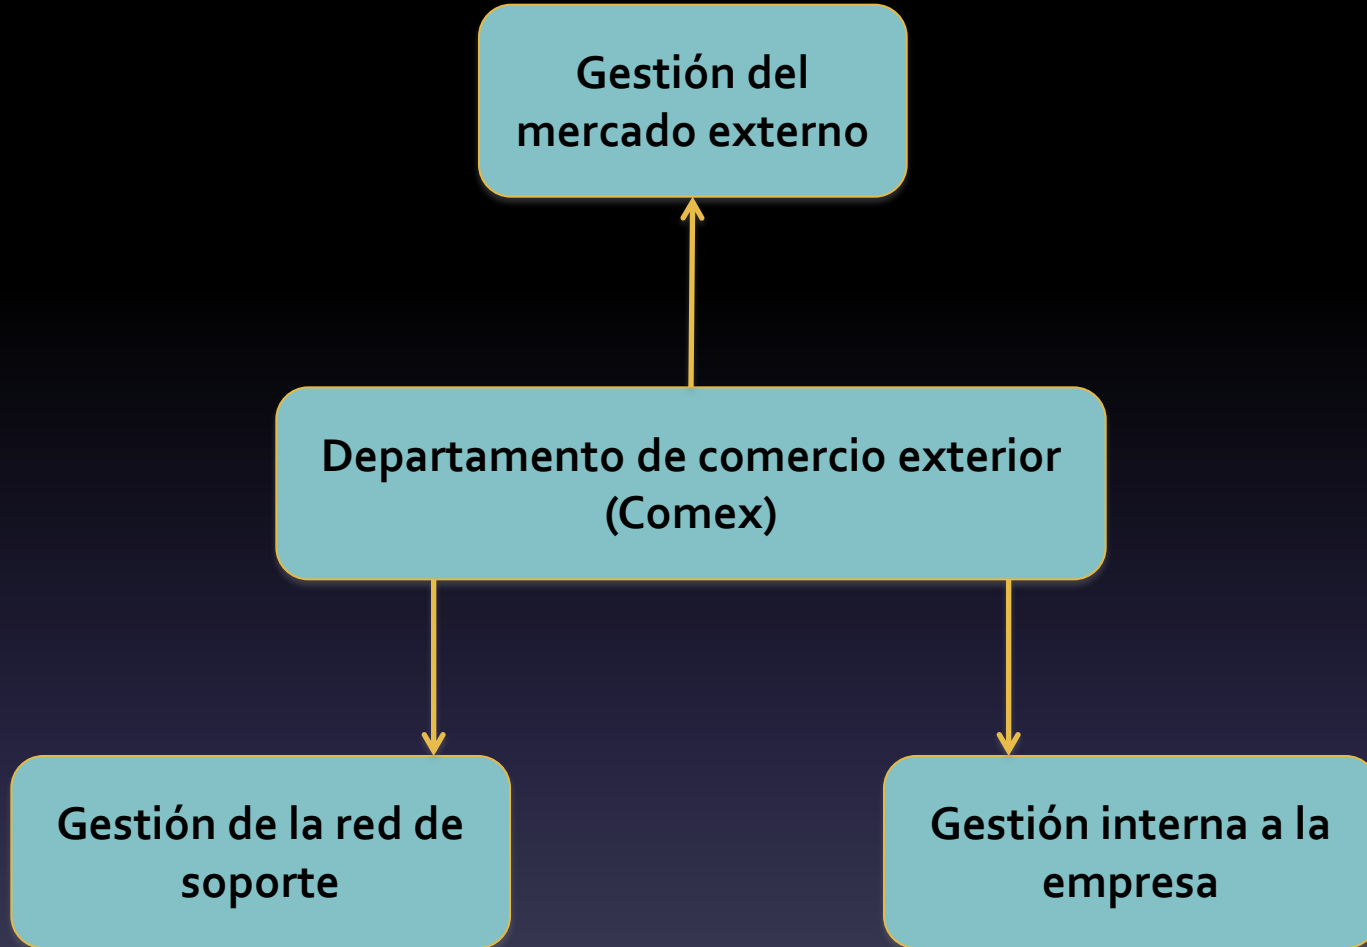 Gestión del
mercado externo
Departamento de comercio exterior
(Comex)
Gestión de la red de
soporte
Gestión interna a la
empresa